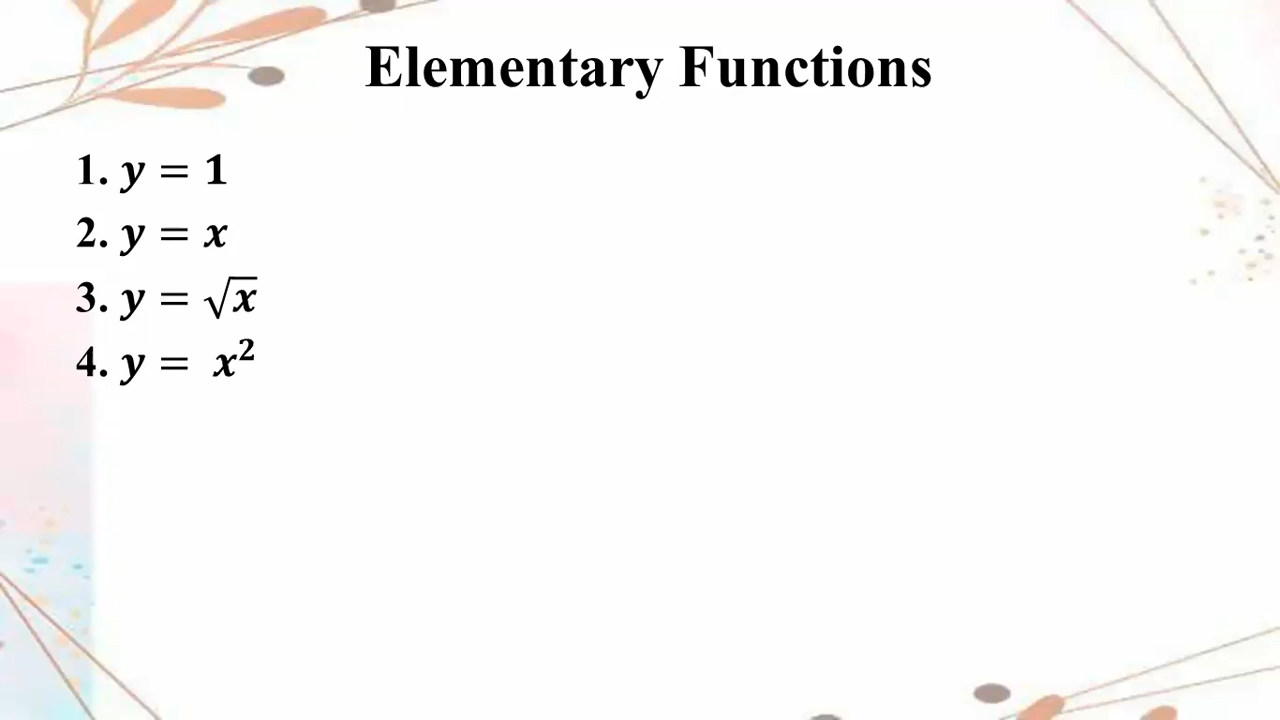 Elementary Functions
1. y = 1
2. y = x
3. y = √x
4. y = x²